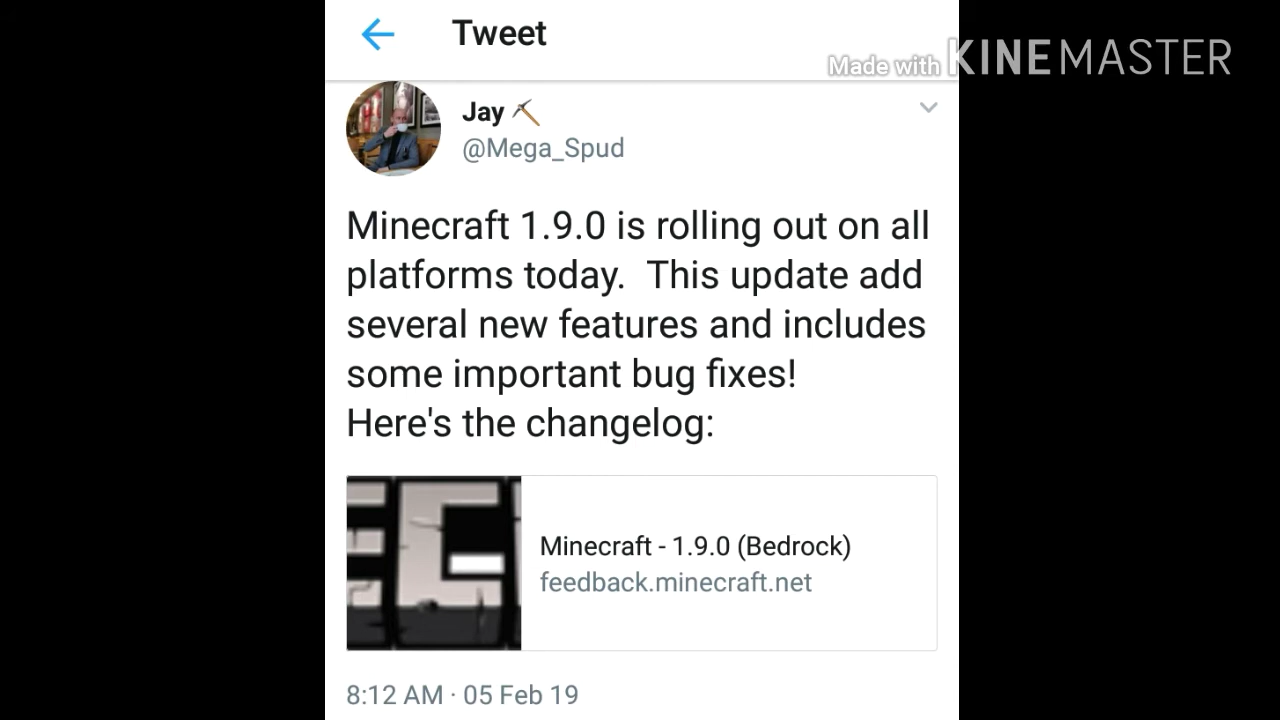 Tweet
Made with KINEMASTER
Jay
@Mega_Spud
Minecraft 1.9.0 is rolling out on all
platforms today. This update add
several new features and includes
some important bug fixes!
Here's the changelog:
Minecraft - 1.9.0 (Bedrock)
feedback.minecraft.net
8:12 AM · 05 Feb 19